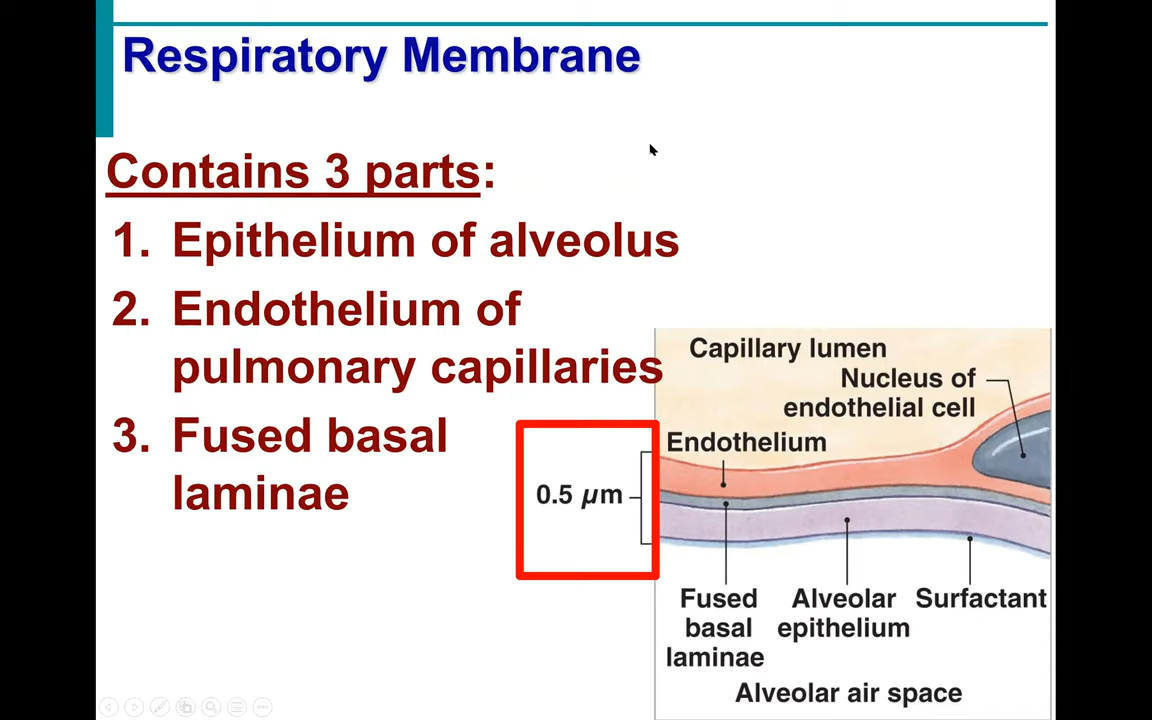 Respiratory Membrane
Contains 3 parts:
1. Epithelium of alveolus
2. Endothelium of
pulmonary capillaries
3. Fused basal
laminae
Capillary lumen
Nucleus of
endothelial cell
Endothelium
0.5 µm
Fused
basal
laminae
Alveolar
epithelium
Surfactant
Alveolar air space